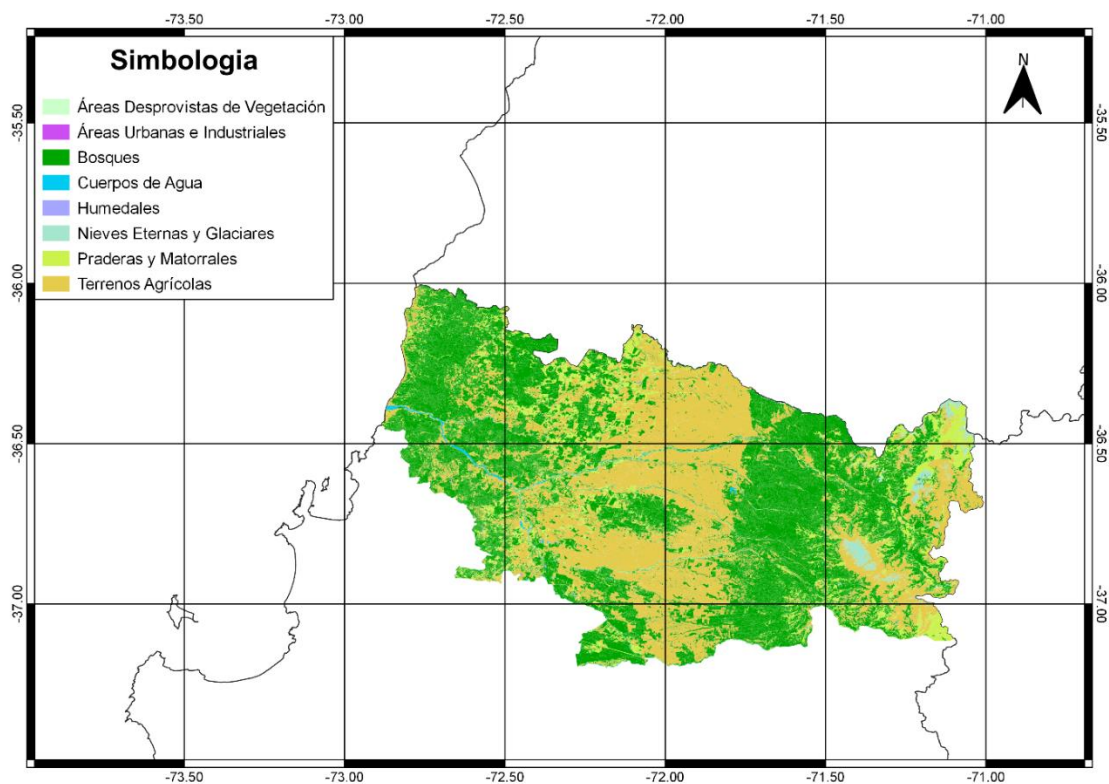 -73.50 -73.00 -72.50 -72.00 -71.50 -71.00
Simbologia
Áreas Desprovistas de Vegetación
Áreas Urbanas e Industriales
Bosques
Cuerpos de Agua
Humedales
Nieves Eternas y Glaciares
Praderas y Matorrales
Terrenos Agrícolas
N
-35.50 -35.50
-36.00 -36.00
-36.50 -36.50
-37.00 -37.00
-73.50 -73.00 -72.50 -72.00 -71.50 -71.00